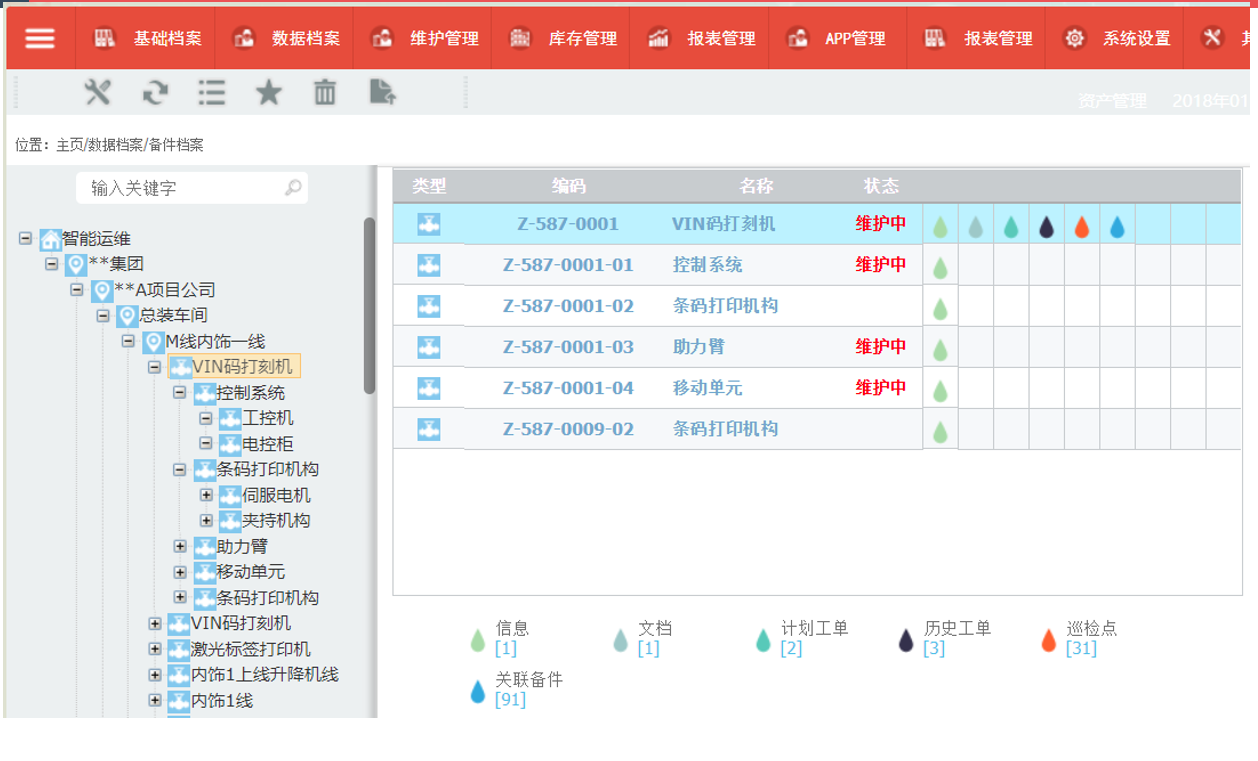 基础档案 数据档案 维护管理 库存管理 报表管理 APP管理 报表管理 系统设置
资产管理 2018年01
位置：主页/数据档案/备件档案
输入关键字
智能运维
**集团
**A项目公司
总装车间
M线内饰一线
VIN码打刻机
控制系统
工控机
电控柜
条码打印机构
伺服电机
夹持机构
助力臂
移动单元
条码打印机构
VIN码打刻机
激光标签打印机
内饰1上线升降机线
内饰1线
类型 编码 名称 状态
Z-587-0001 VIN码打刻机 维护中
Z-587-0001-01 控制系统 维护中
Z-587-0001-02 条码打印机构
Z-587-0001-03 助力臂 维护中
Z-587-0001-04 移动单元 维护中
Z-587-0009-02 条码打印机构
信息 文档 计划工单 历史工单 巡检点
[1] [1] [2] [3] [31]
关联备件
[91]